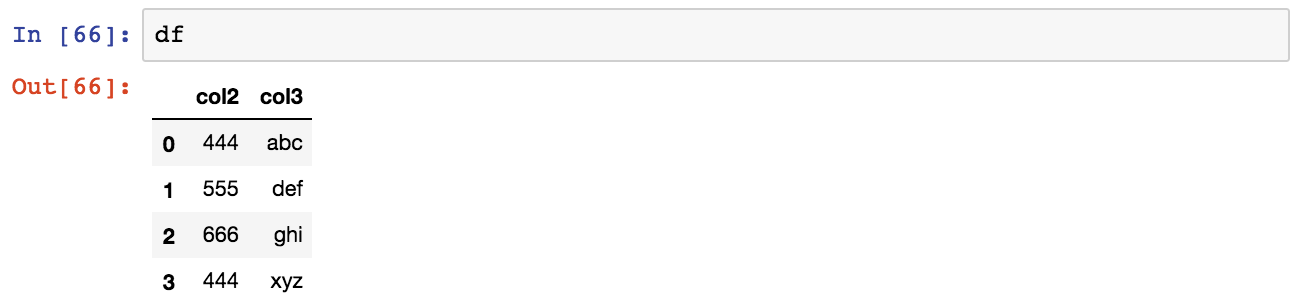 In [66]: df
Out[66]:
col2 col3
0 444 abc
1 555 def
2 666 ghi
3 444 xyz